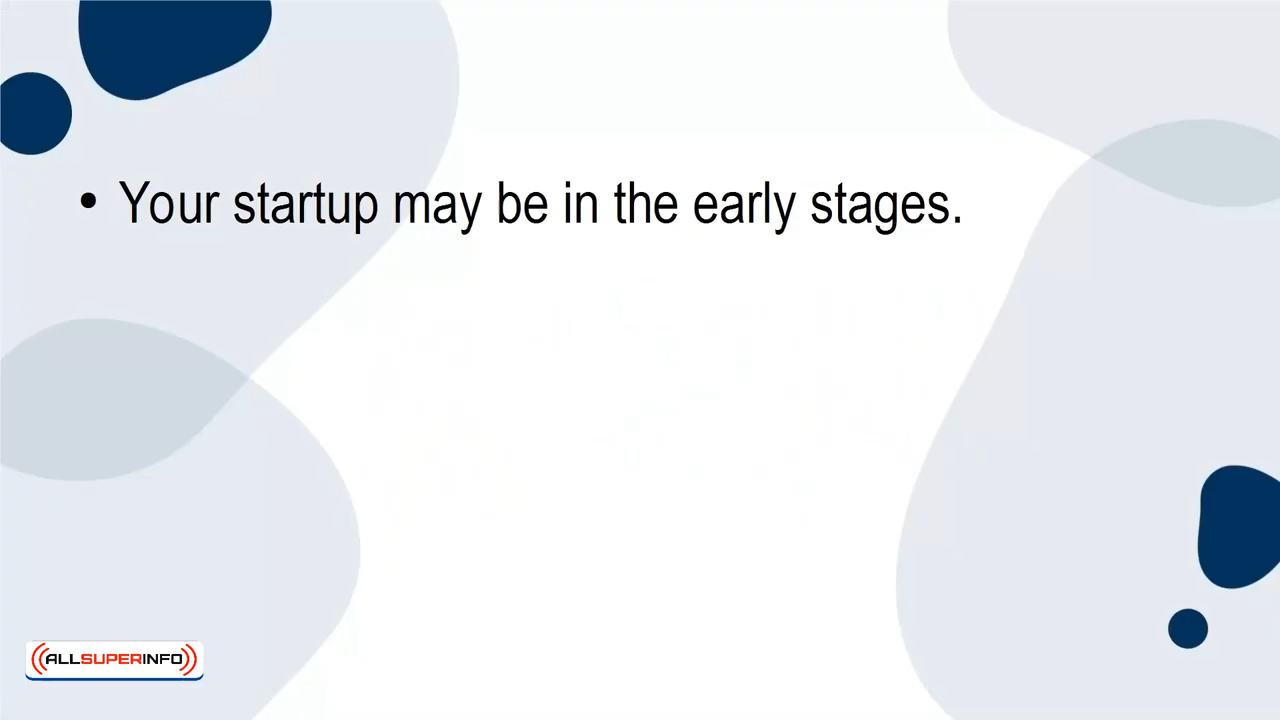 • Your startup may be in the early stages.
((ALLSUPERINFO))